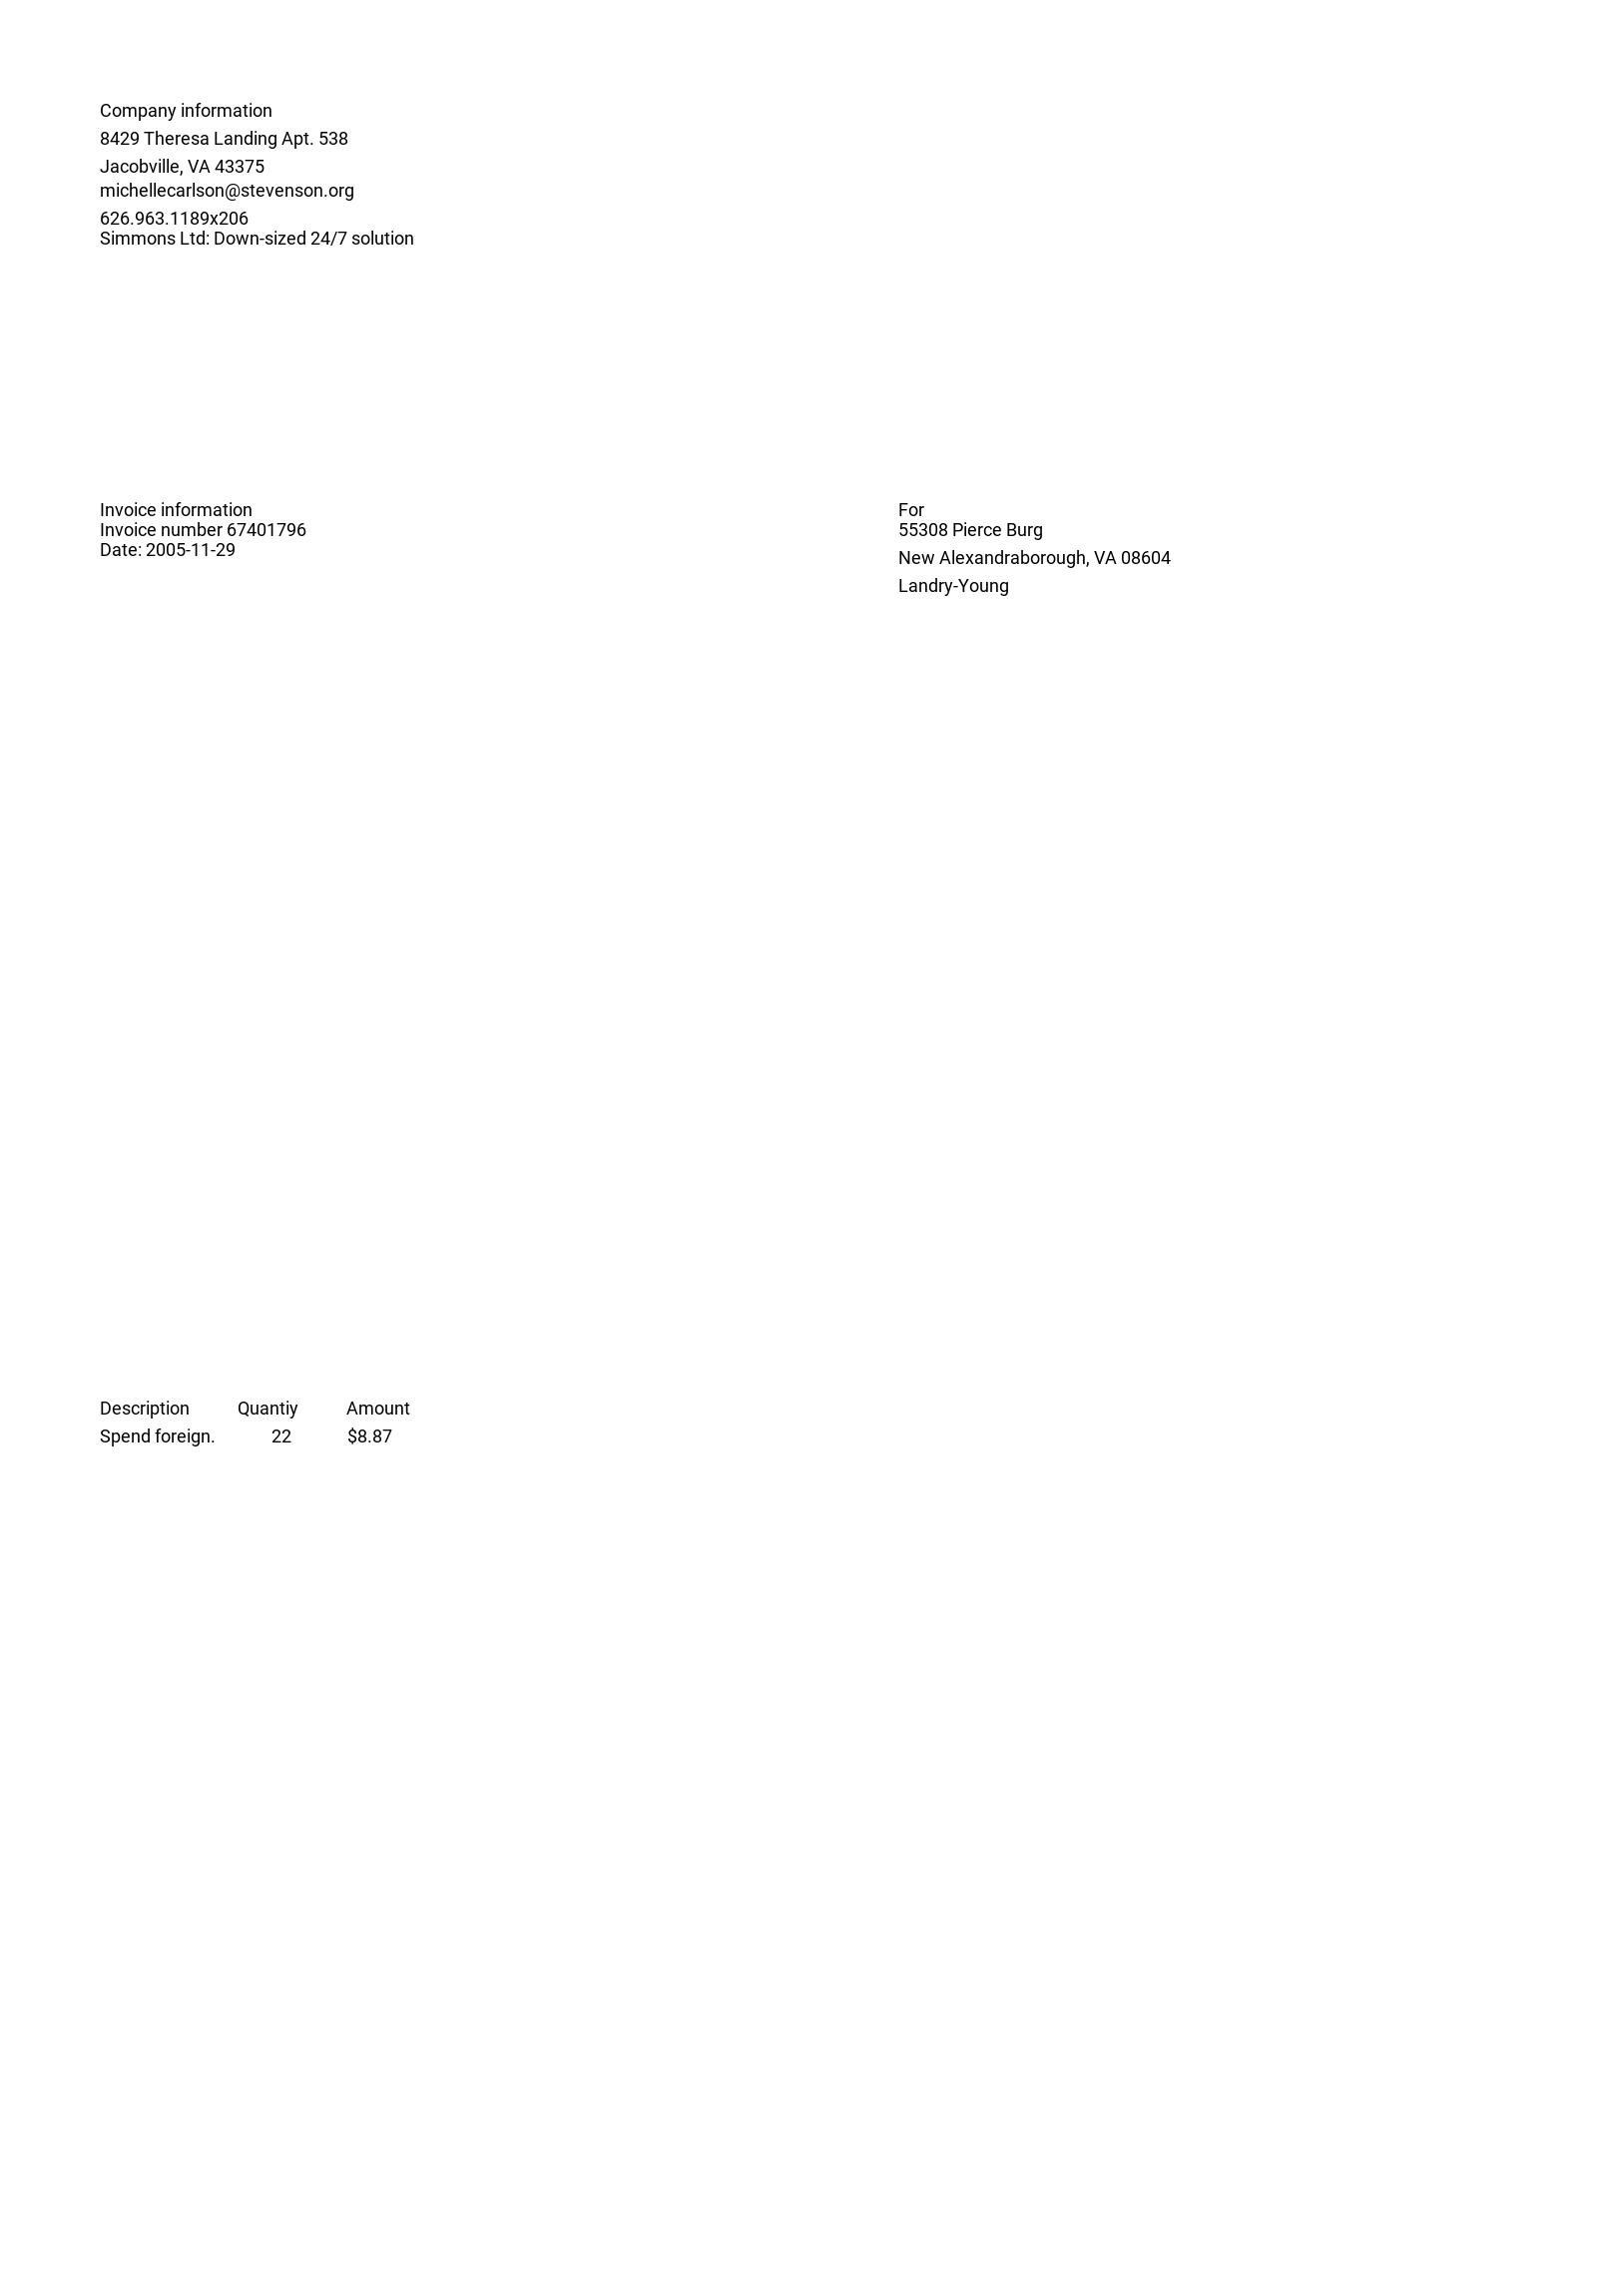 Company information
8429 Theresa Landing Apt. 538
Jacobville, VA 43375
michellecarlson@stevenson.org
626.963.1189x206
Simmons Ltd: Down-sized 24/7 solution
Invoice information
Invoice number 67401796
Date: 2005-11-29
For
55308 Pierce Burg
New Alexandraborough, VA 08604
Landry-Young
Description Quantiy Amount
Spend foreign. 22 $8.87